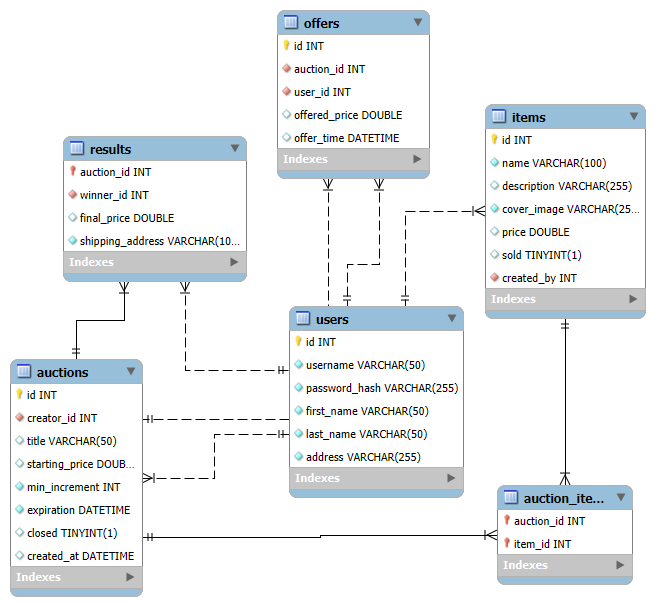 offers
id INT
auction_id INT
user_id INT
offered_price DOUBLE
offer_time DATETIME
Indexes
items
id INT
name VARCHAR(100)
description VARCHAR(255)
cover_image VARCHAR(25...
price DOUBLE
sold TINYINT(1)
created_by INT
Indexes
results
auction_id INT
winner_id INT
final_price DOUBLE
shipping_address VARCHAR(10...
Indexes
users
id INT
username VARCHAR(50)
password_hash VARCHAR(255)
first_name VARCHAR(50)
last_name VARCHAR(50)
address VARCHAR(255)
Indexes
auctions
id INT
creator_id INT
title VARCHAR(50)
starting_price DOUB...
min_increment INT
expiration DATETIME
closed TINYINT(1)
created_at DATETIME
Indexes
auction_ite...
auction_id INT
item_id INT
Indexes